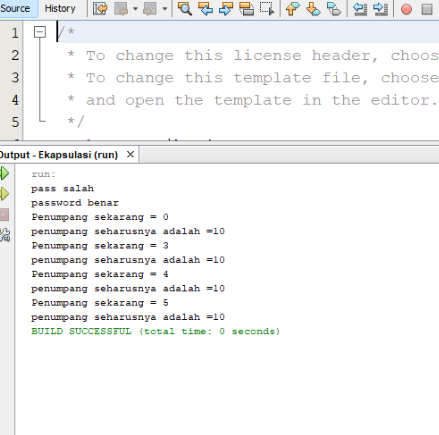 Source History
1 /*
2 * To change this license header, choos
3 * To change this template file, choose
4 * and open the template in the editor.
5 */
Output - Ekapsulasi (run) ×
run:
pass salah
password benar
Penumpang sekarang = 0
penumpang seharusnya adalah =10
Penumpang sekarang = 3
penumpang seharusnya adalah =10
Penumpang sekarang = 4
penumpang seharusnya adalah =10
Penumpang sekarang = 5
penumpang seharusnya adalah =10
BUILD SUCCESSFUL (total time: 0 seconds)